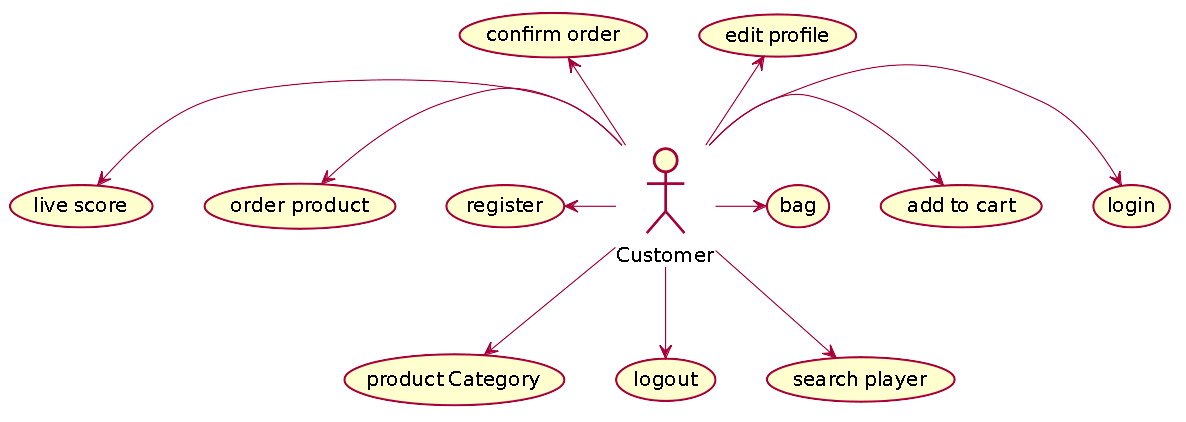 confirm order
edit profile
live score
order product
register
bag
add to cart
login
Customer
product Category
logout
search player